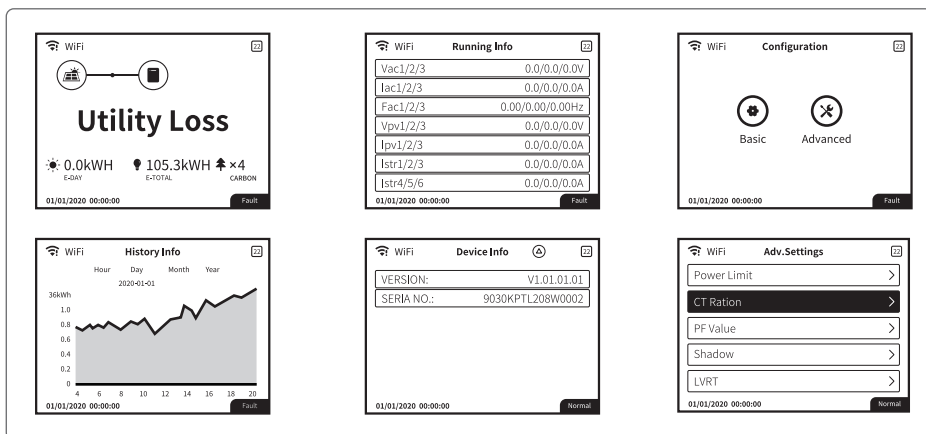 WiFi 22
Utility Loss
0.0kWH 105.3kWH ×4
E-DAY E-TOTAL CARBON
01/01/2020 00:00:00 Fault
WiFi Running Info 22
Vac1/2/3 0.0/0.0/0.0V
Iac1/2/3 0.0/0.0/0.0A
Fac1/2/3 0.00/0.00/0.00Hz
Vpv1/2/3 0.0/0.0/0.0V
Ipv1/2/3 0.0/0.0/0.0A
Istr1/2/3 0.0/0.0/0.0A
Istr4/5/6 0.0/0.0/0.0A
01/01/2020 00:00:00 Fault
WiFi Configuration 22
Basic Advanced
01/01/2020 00:00:00 Fault
WiFi History Info 22
Hour Day Month Year
2020-01-01
36kWh
1.0
0.8
0.6
0.4
0.2
0
4 6 8 10 12 14 16 18 20
01/01/2020 00:00:00 Fault
WiFi Device Info 22
VERSION: V1.01.01.01
SERIA NO.: 9030KPTL208W0002
01/01/2020 00:00:00 Normal
WiFi Adv.Settings 22
Power Limit >
CT Ration >
PF Value >
Shadow >
LVRT >
01/01/2020 00:00:00 Normal